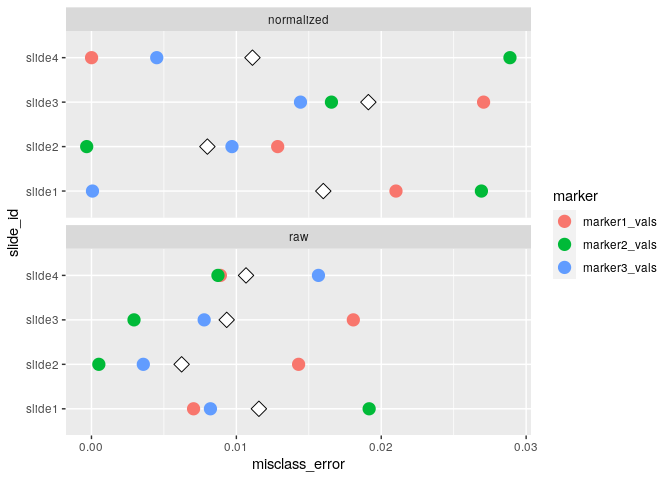 normalized
slide4
slide3
slide2
slide1
raw
slide4
slide3
slide2
slide1
slide_id
0.00 0.01 0.02 0.03
misclass_error
marker
marker1_vals
marker2_vals
marker3_vals